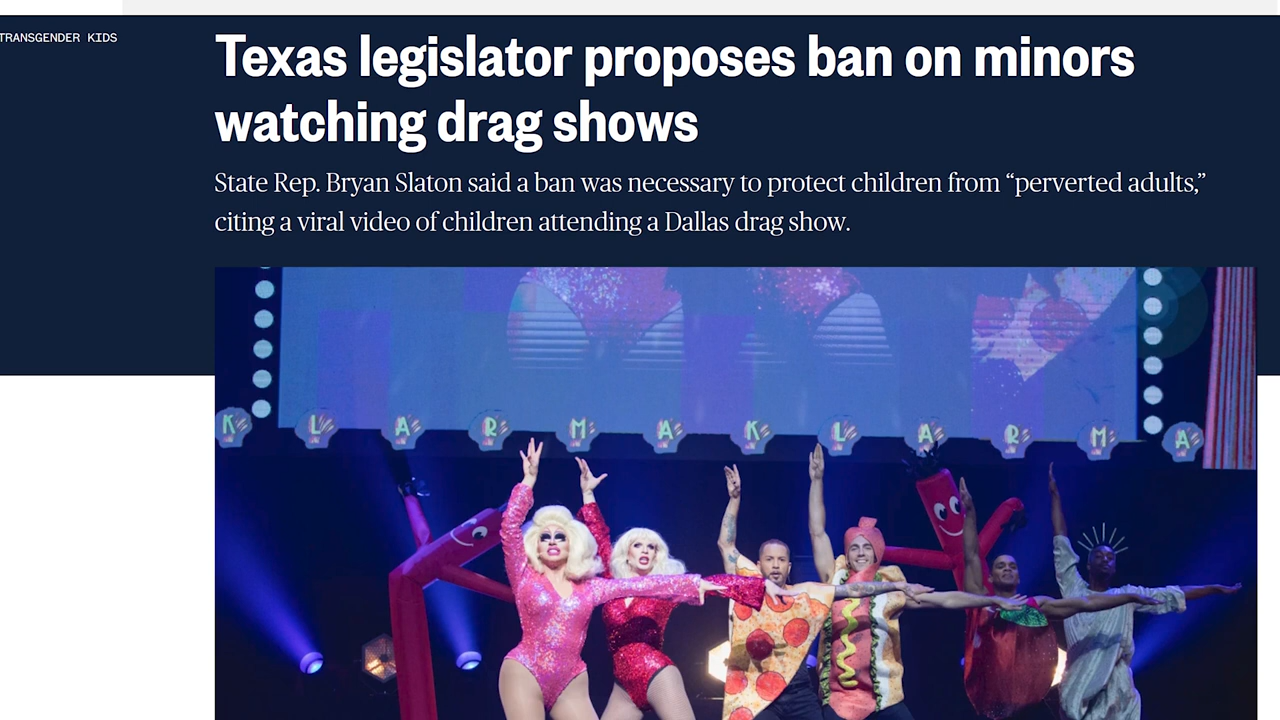 TRANSGENDER KIDS
Texas legislator proposes ban on minors
watching drag shows
State Rep. Bryan Slaton said a ban was necessary to protect children from “perverted adults,”
citing a viral video of children attending a Dallas drag show.
K L A R M A K L A R M A